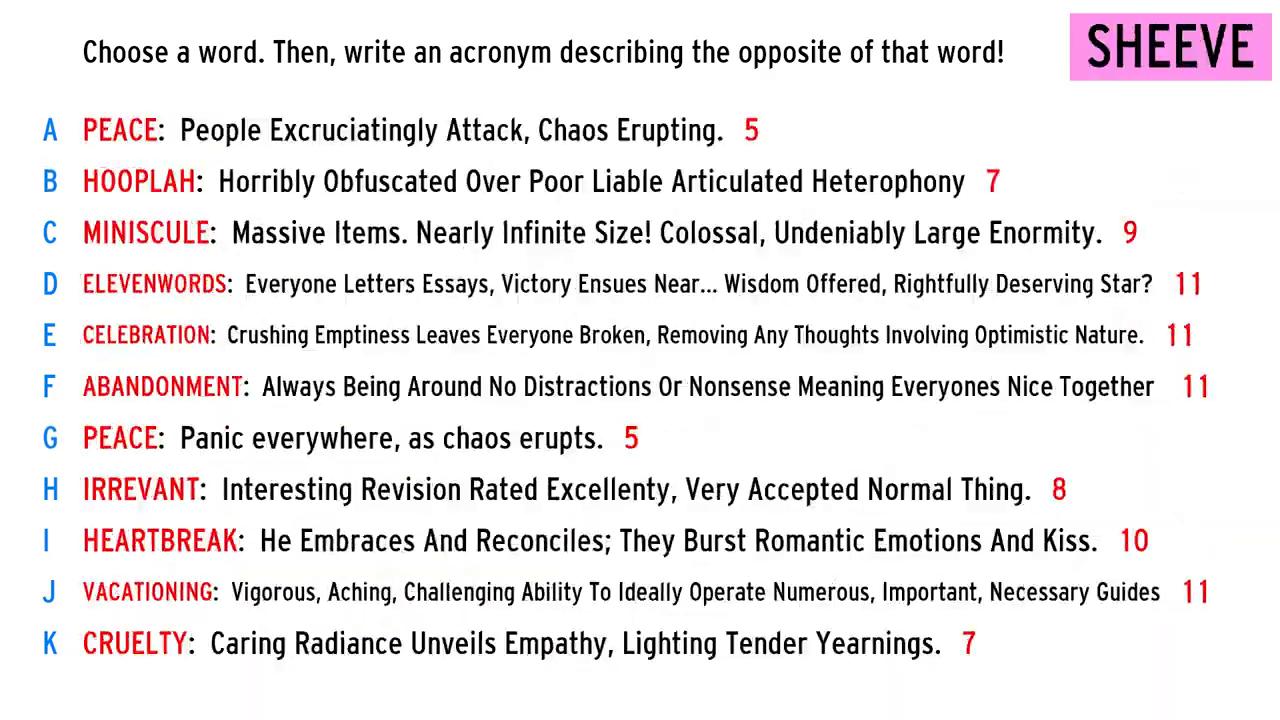 Choose a word. Then, write an acronym describing the opposite of that word!
SHEEVE
A PEACE: People Excruciatingly Attack, Chaos Erupting. 5
B HOOPLAH: Horribly Obfuscated Over Poor Liable Articulated Heterophony 7
C MINISCULE: Massive Items. Nearly Infinite Size! Colossal, Undeniably Large Enormity. 9
D ELEVENWORDS: Everyone Letters Essays, Victory Ensues Near... Wisdom Offered, Rightfully Deserving Star? 11
E CELEBRATION: Crushing Emptiness Leaves Everyone Broken, Removing Any Thoughts Involving Optimistic Nature. 11
F ABANDONMENT: Always Being Around No Distractions Or Nonsense Meaning Everyones Nice Together 11
G PEACE: Panic everywhere, as chaos erupts. 5
H IRREVANT: Interesting Revision Rated Excellenty, Very Accepted Normal Thing. 8
I HEARTBREAK: He Embraces And Reconciles; They Burst Romantic Emotions And Kiss. 10
J VACATIONING: Vigorous, Aching, Challenging Ability To Ideally Operate Numerous, Important, Necessary Guides 11
K CRUELTY: Caring Radiance Unveils Empathy, Lighting Tender Yearnings. 7